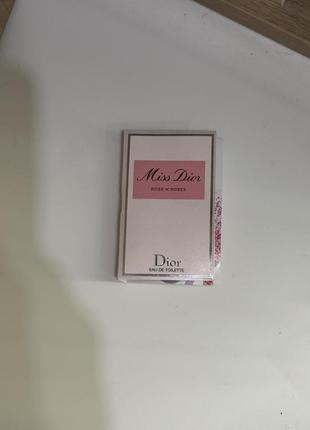 Miss Dior
ROSE N'ROSES
Dior
EAU DE TOILETTE